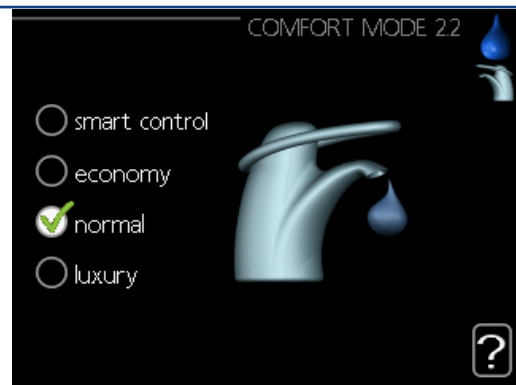 COMFORT MODE 2.2
smart control
economy
normal
luxury
?